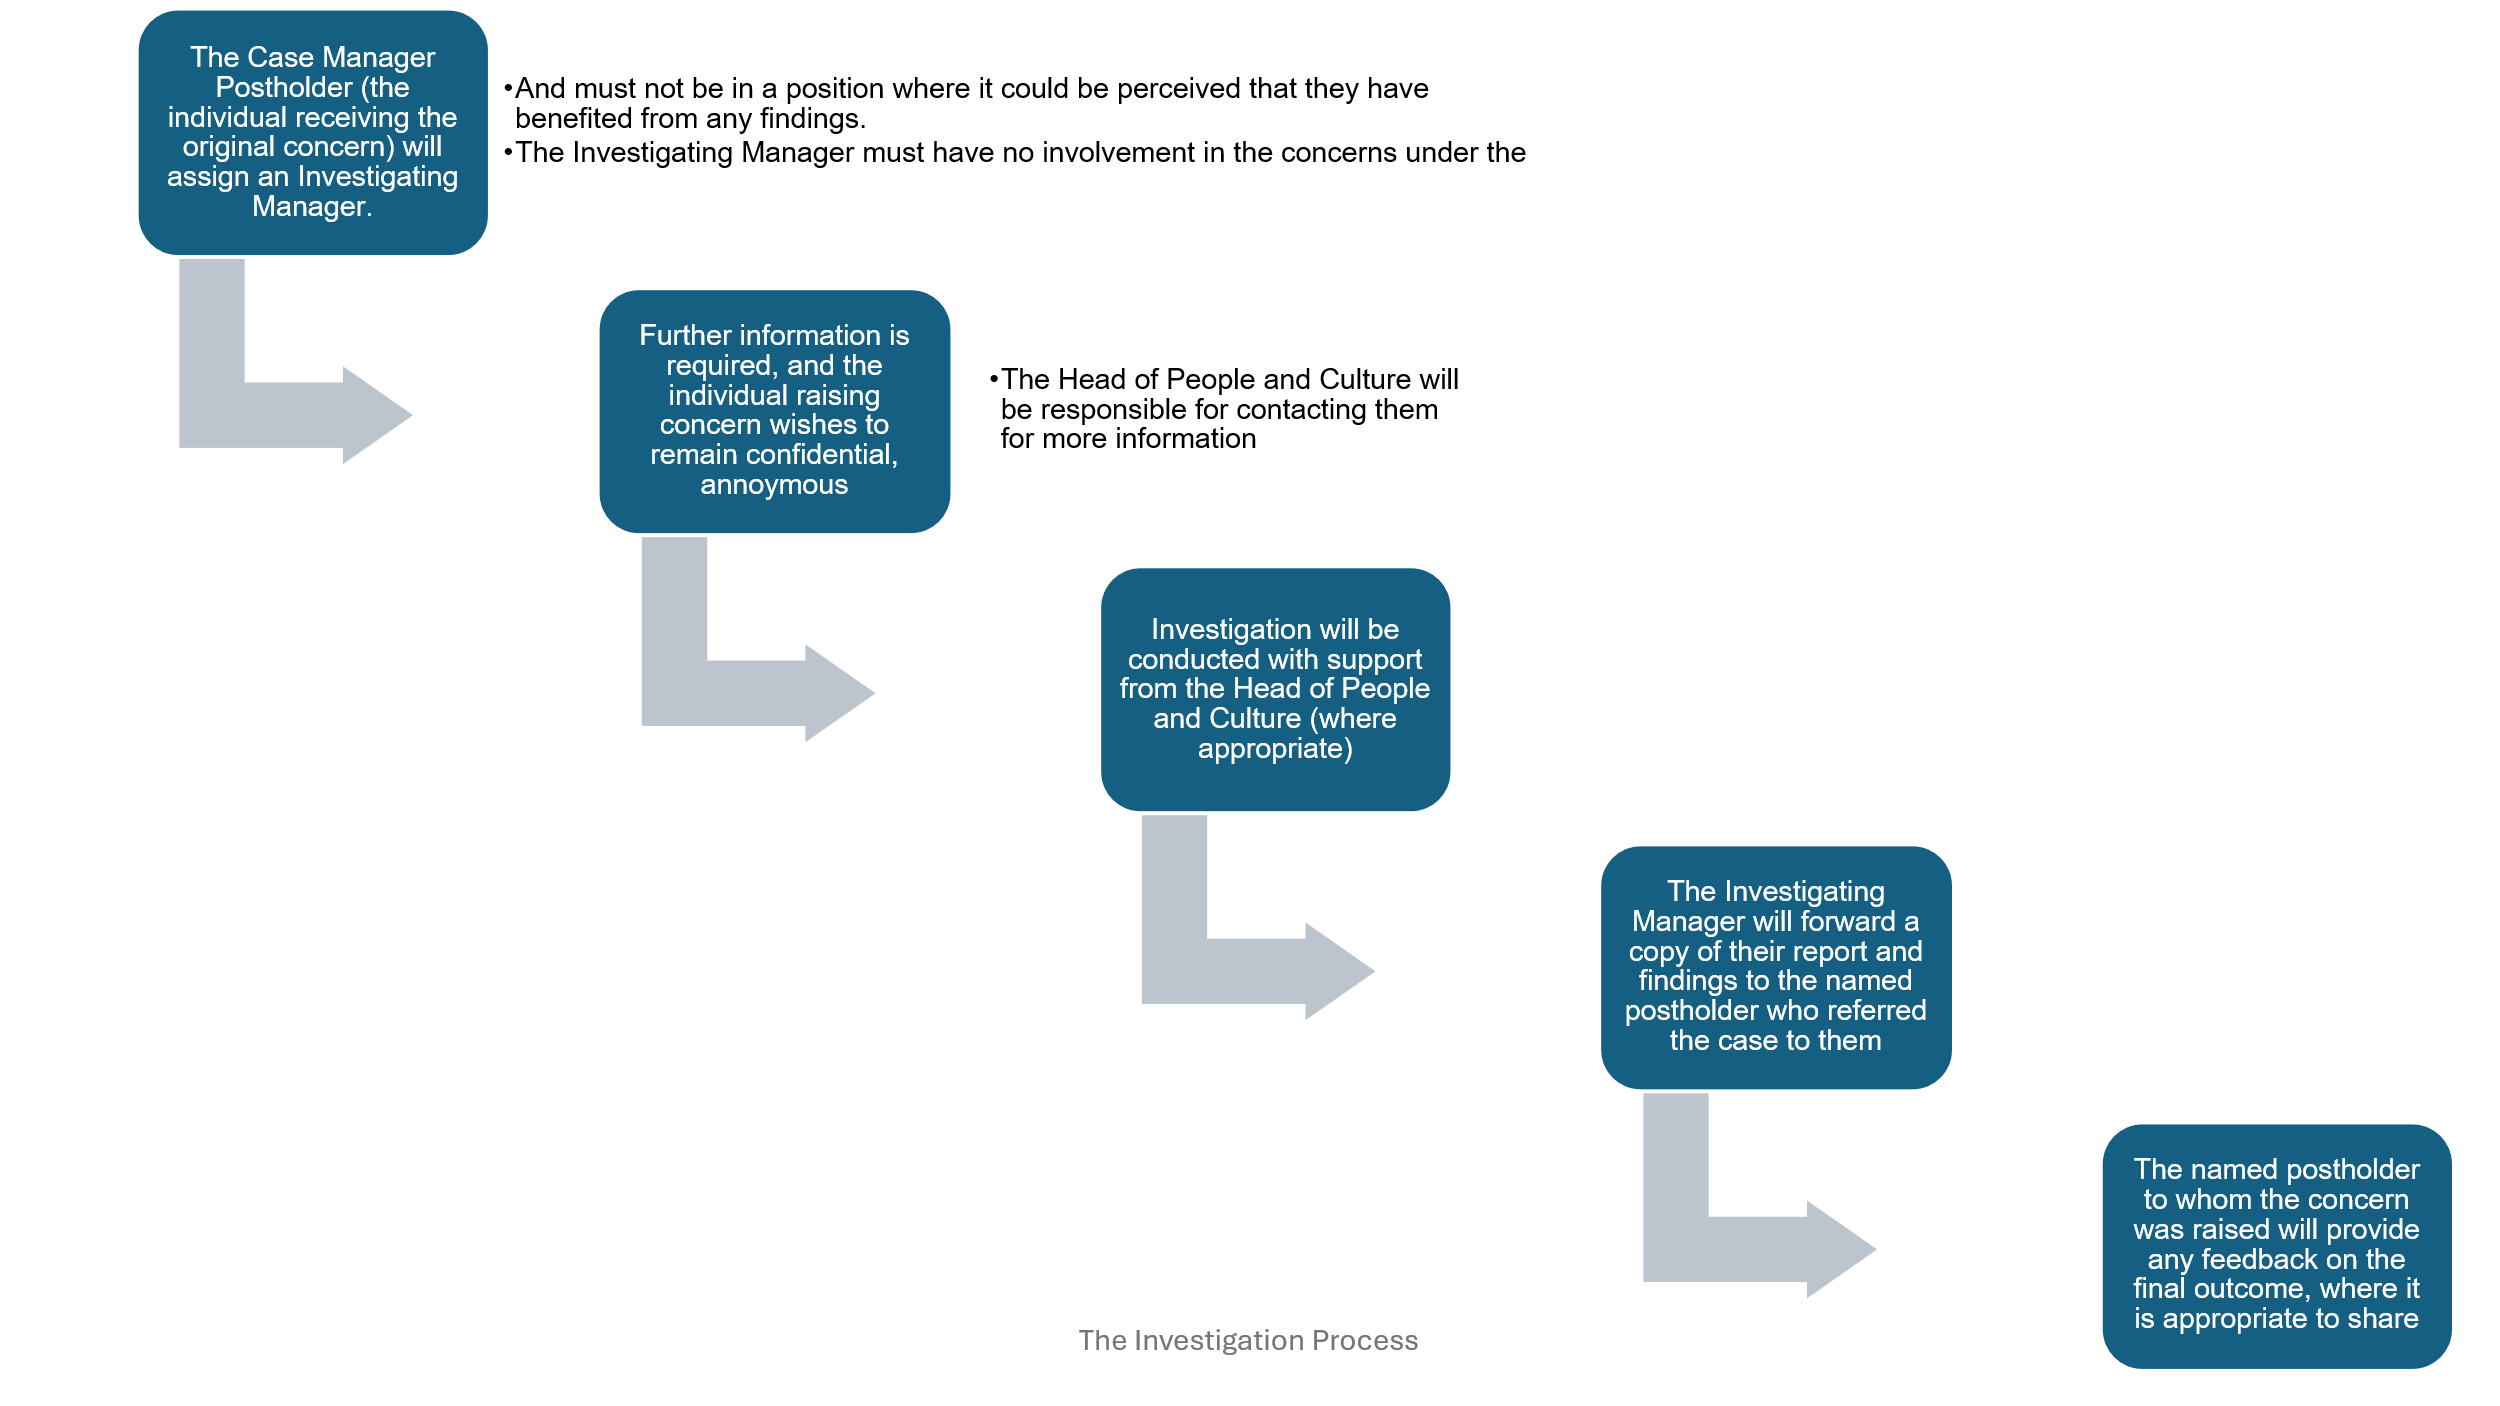 The Case Manager
Postholder (the
individual receiving the
original concern) will
assign an Investigating
Manager.
•And must not be in a position where it could be perceived that they have
benefited from any findings.
•The Investigating Manager must have no involvement in the concerns under the
Further information is
required, and the
individual raising
concern wishes to
remain confidential,
annoymous
•The Head of People and Culture will
be responsible for contacting them
for more information
Investigation will be
conducted with support
from the Head of People
and Culture (where
appropriate)
The Investigating
Manager will forward a
copy of their report and
findings to the named
postholder who referred
the case to them
The named postholder
to whom the concern
was raised will provide
any feedback on the
final outcome, where it
is appropriate to share
The Investigation Process